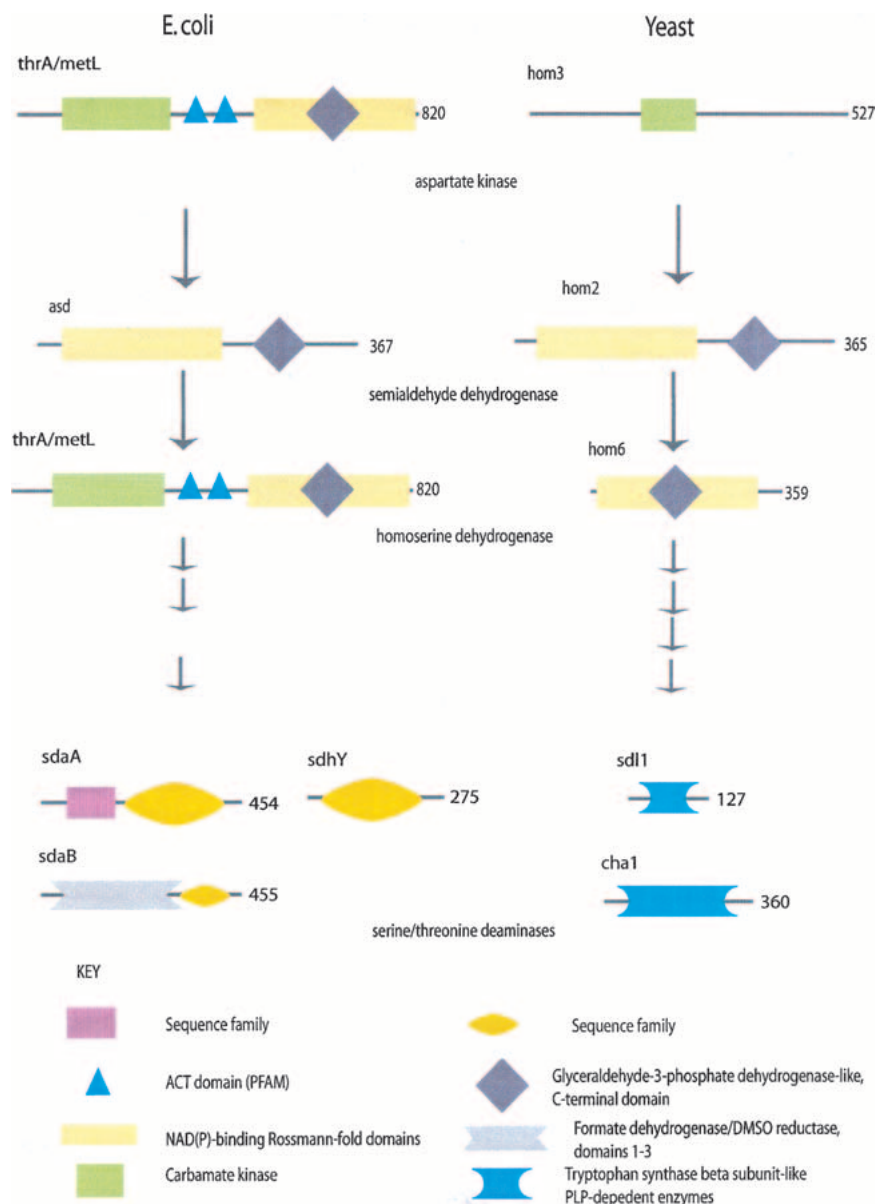 E. coli
Yeast
thrA/metL
820
hom3
527
aspartate kinase
asd
367
hom2
365
semialdehyde dehydrogenase
thrA/metL
820
hom6
359
homoserine dehydrogenase
sdaA
454
sdhY
275
sdl1
127
sdaB
455
cha1
360
serine/threonine deaminases
KEY
Sequence family
Sequence family
ACT domain (PFAM)
Glyceraldehyde-3-phosphate dehydrogenase-like,
C-terminal domain
NAD(P)-binding Rossmann-fold domains
Formate dehydrogenase/DMSO reductase,
domains 1-3
Carbamate kinase
Tryptophan synthase beta subunit-like
PLP-depedent enzymes